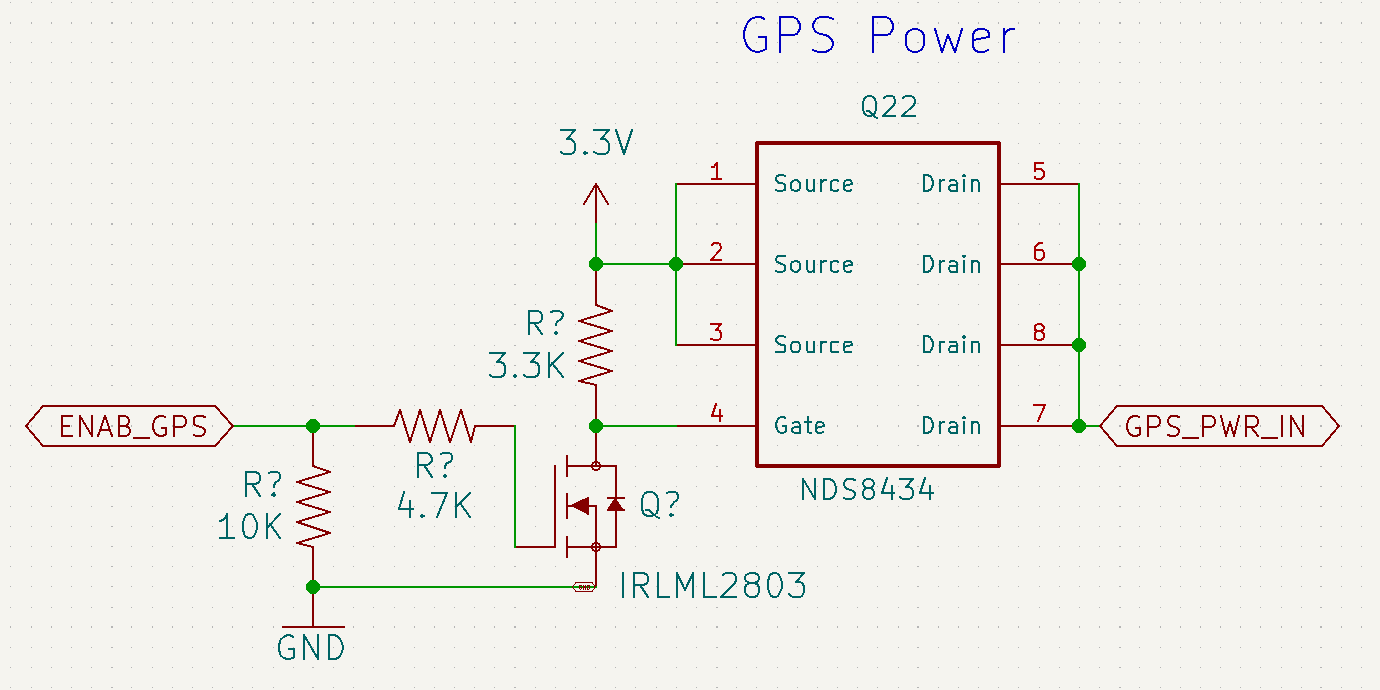 GPS Power
Q22
3.3V
1 Source Drain 5
2 Source Drain 6
R?
3.3K
3 Source Drain 8
ENAB_GPS
4 Gate Drain 7
GPS_PWR_IN
R?
4.7K
R?
10K
Q?
NDS8434
GND
IRLML2803
GND